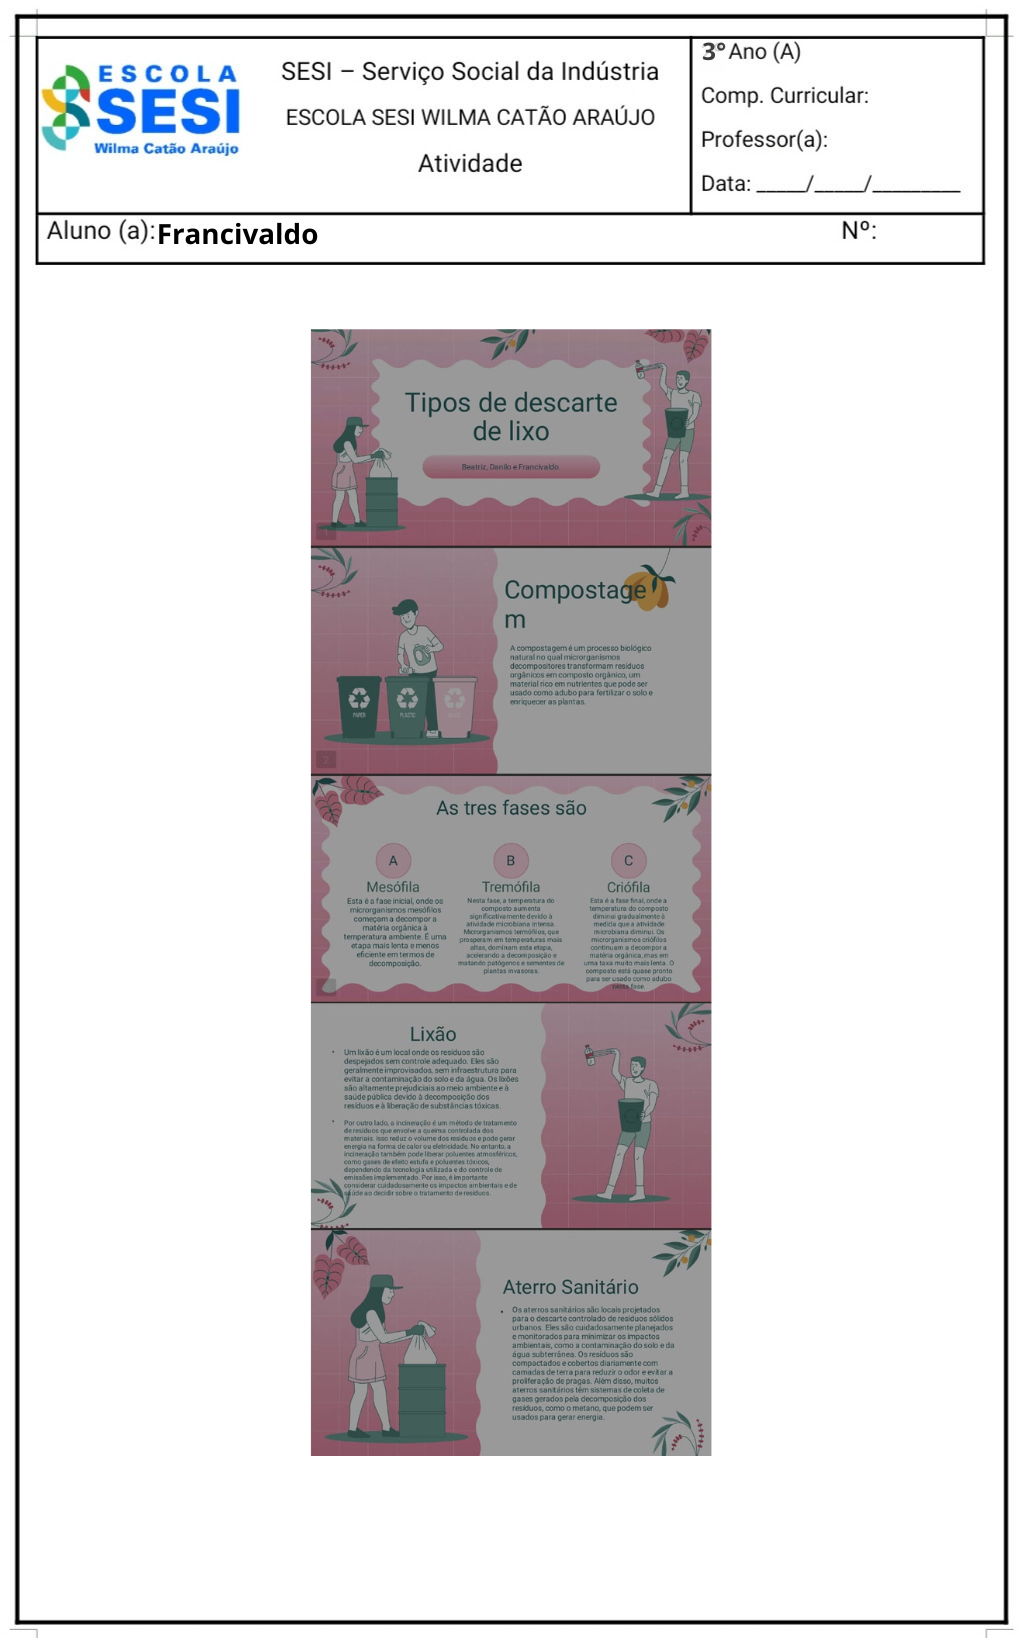 ESCOLA
SESI
Wilma Catão Araújo
SESI – Serviço Social da Indústria
ESCOLA SESI WILMA CATÃO ARAÚJO
Atividade
3º Ano (A)
Comp. Curricular:
Professor(a):
Data: _____/_____/_________
Aluno (a): Francivaldo
Nº:
Tipos de descarte
de lixo
Beatriz, Danilo e Francivaldo.
Compostage
m
A compostagem é um processo biológico
natural no qual microrganismos
decompositores transformam resíduos
orgânicos em composto orgânico, um
material rico em nutrientes que pode ser
usado como adubo para fertilizar o solo e
enriquecer as plantas.
PAPER
PLASTIC
As tres fases são
A
Mesófila
Esta é a fase inicial, onde os
microrganismos mesófilos
começam a decompor a
matéria orgânica à
temperatura ambiente. É uma
etapa mais lenta e menos
eficiente em termos de
decomposição.
B
Tremófila
Nesta fase, a temperatura do
composto aumenta
significativamente devido à
atividade microbiana intensa.
Microrganismos termófilos, que
prosperam em temperaturas mais
altas, dominam esta etapa,
acelerando a decomposição e
matando patógenos e sementes de
plantas invasoras.
C
Criófila
Esta é a fase final, onde a
temperatura do composto
diminui gradualmente à
medida que a atividade
microbiana diminui. Os
microrganismos criófilos
continuam a decompor a
matéria orgânica, mas em
uma taxa muito mais lenta. O
composto está quase pronto
para ser usado como adubo
nesta fase.
Lixão
• Um lixão é um local onde os resíduos são
despejados sem controle adequado. Eles são
geralmente improvisados, sem infraestrutura para
evitar a contaminação do solo e da água. Os lixões
são altamente prejudiciais ao meio ambiente e à
saúde pública devido à decomposição dos
resíduos e à liberação de substâncias tóxicas.
• Por outro lado, a incineração é um método de tratamento
de resíduos que envolve a queima controlada dos
materiais. Isso reduz o volume dos resíduos e pode gerar
energia na forma de calor ou eletricidade. No entanto, a
incineração também pode liberar poluentes atmosféricos,
como gases de efeito estufa e poluentes tóxicos,
dependendo da tecnologia utilizada e do controle de
emissões implementado. Por isso, é importante
considerar cuidadosamente os impactos ambientais e de
saúde ao decidir sobre o tratamento de resíduos.
Aterro Sanitário
• Os aterros sanitários são locais projetados
para o descarte controlado de resíduos sólidos
urbanos. Eles são cuidadosamente planejados
e monitorados para minimizar os impactos
ambientais, como a contaminação do solo e da
água subterrânea. Os resíduos são
compactados e cobertos diariamente com
camadas de terra para reduzir o odor e evitar a
proliferação de pragas. Além disso, muitos
aterros sanitários têm sistemas de coleta de
gases gerados pela decomposição dos
resíduos, como o metano, que podem ser
usados para gerar energia.